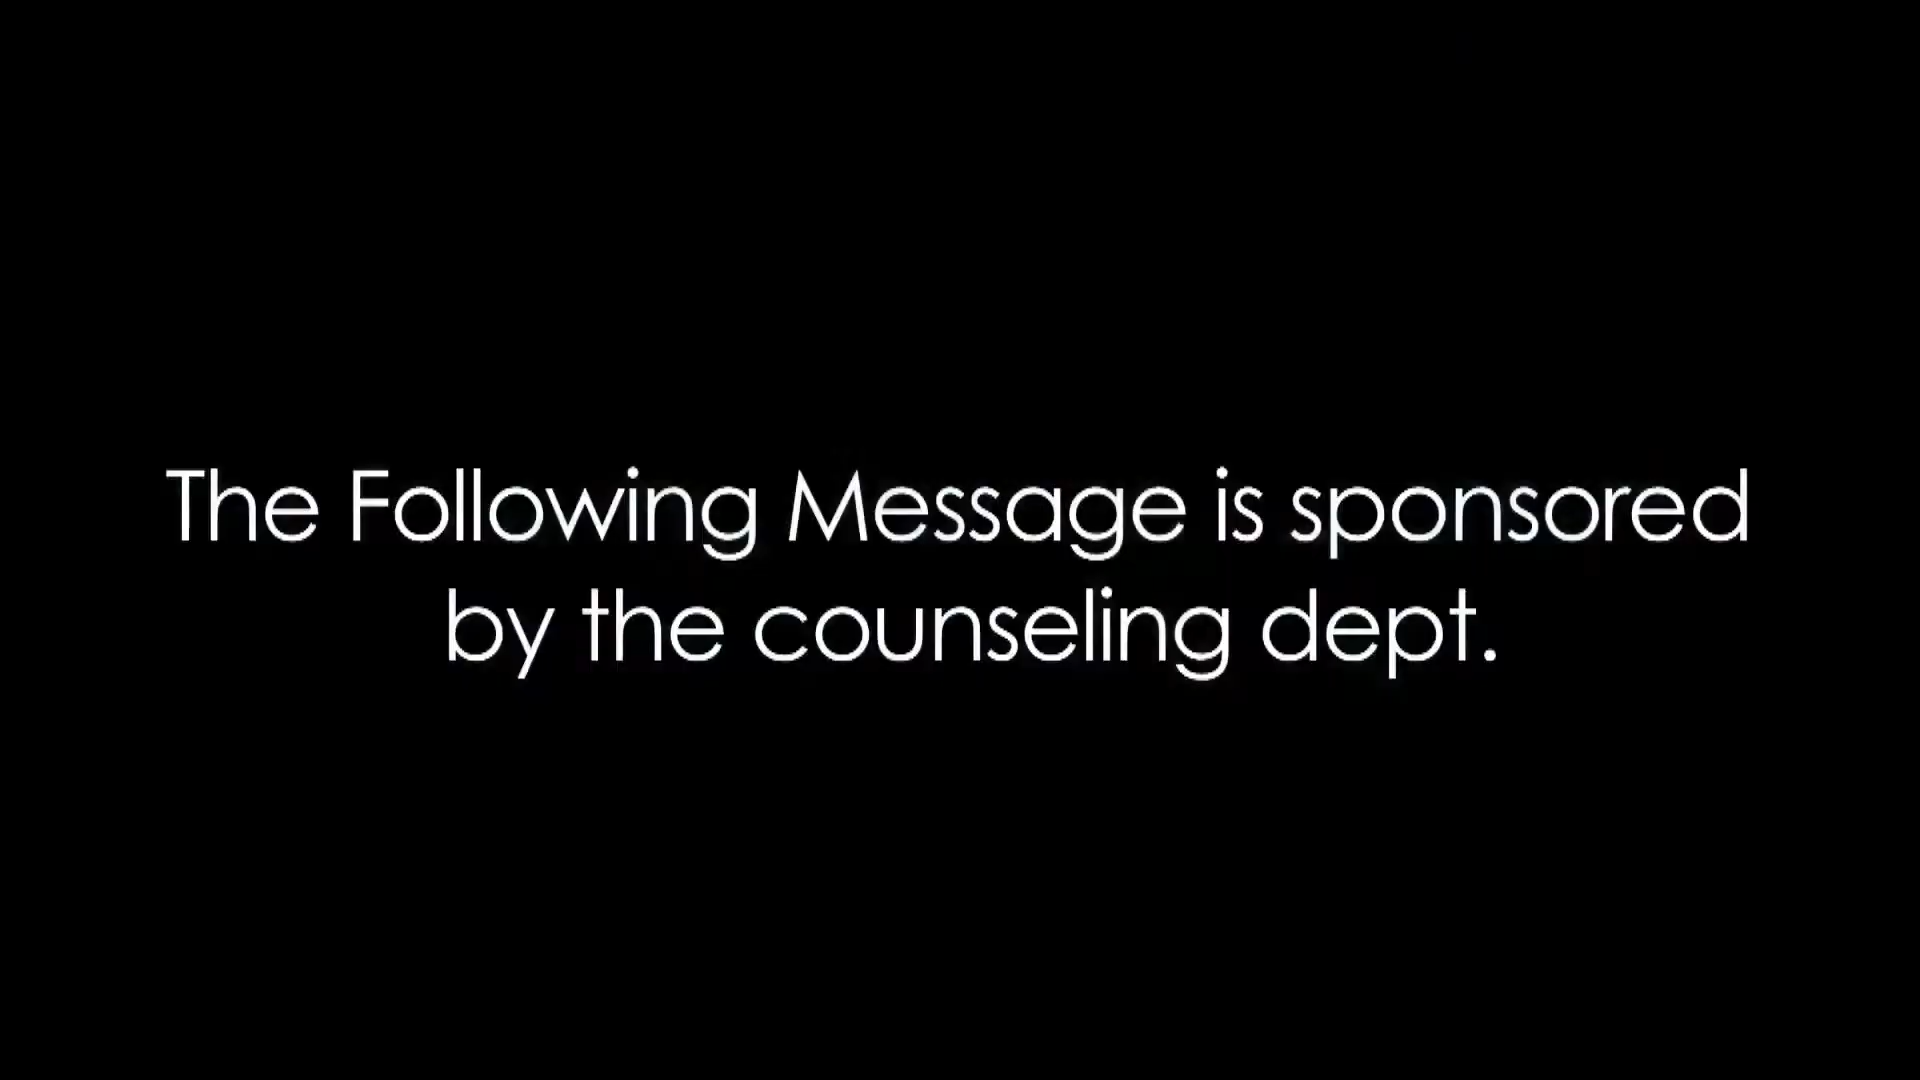 The Following Message is sponsored
by the counseling dept.